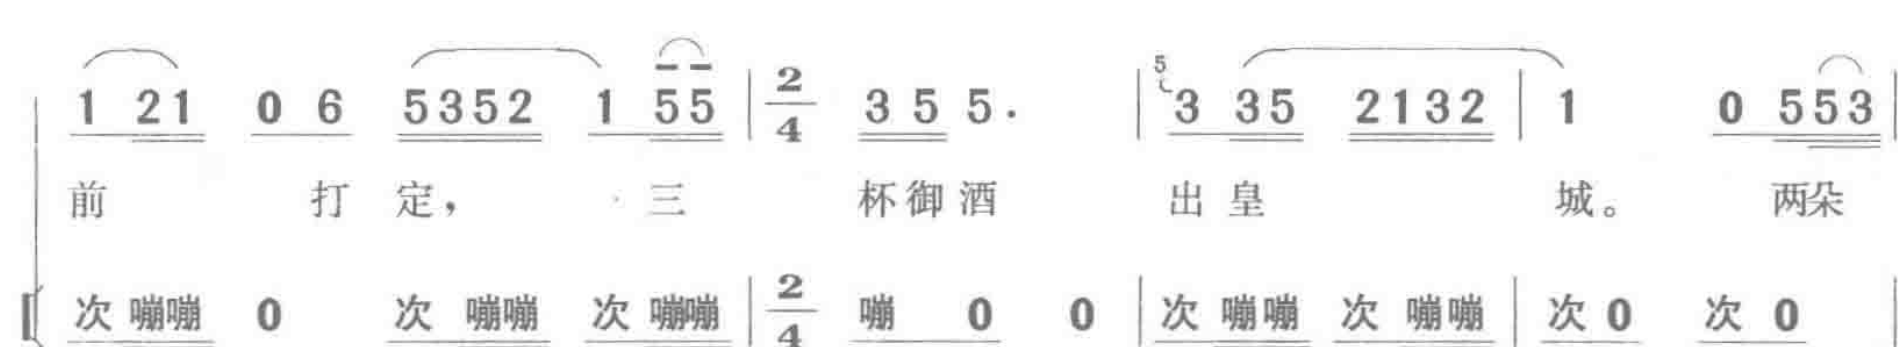 1 21 0 6 5352 1 55 | 2/4 3 5 5. | 5 3 35 2132 | 1 0 553 |
前 打 定， 三 杯 御 酒 出 皇 城。 两朵
次 嘣嘣 0 次 嘣嘣 次 嘣嘣 | 2/4 嘣 0 0 | 次 嘣嘣 次 嘣嘣 | 次 0 次 0 |